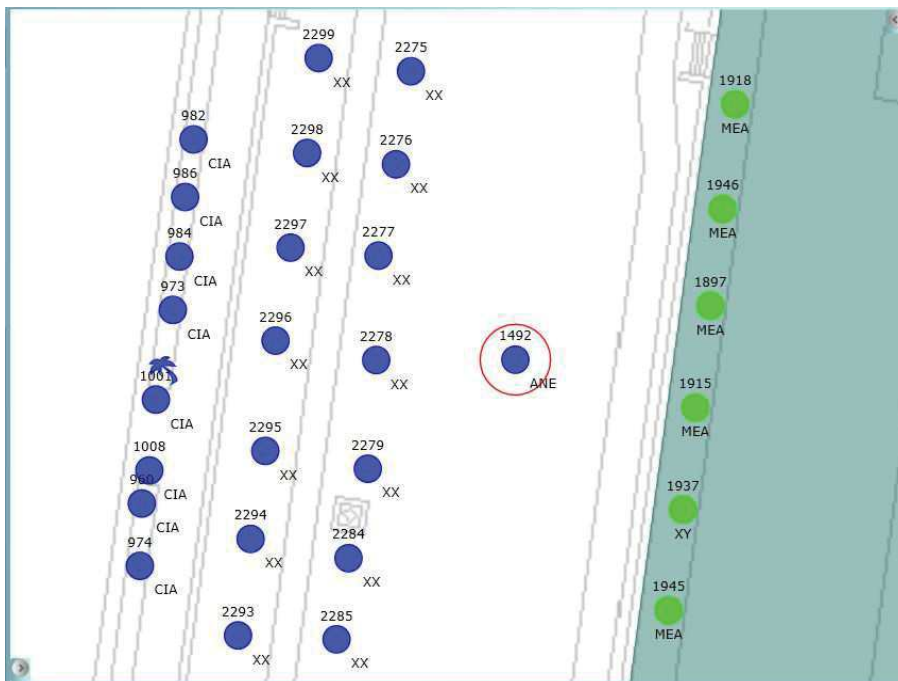 2299
XX
2275
XX
1918
MEA
982
CIA
2298
XX
2276
XX
986
CIA
1946
MEA
2297
XX
2277
XX
984
CIA
973
CIA
1897
MEA
2296
XX
2278
XX
1492
ANE
1001
CIA
1915
MEA
2295
XX
2279
XX
1008
CIA
960
CIA
1937
XY
2294
XX
2284
XX
974
CIA
1945
MEA
2293
XX
2285
XX